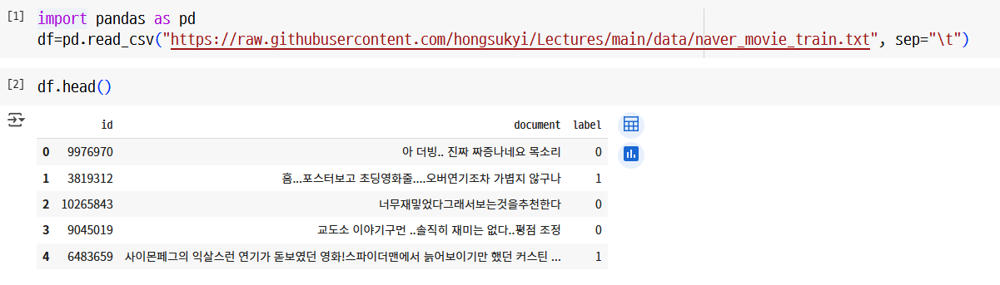 [1] import pandas as pd
df=pd.read_csv("https://raw.githubusercontent.com/hongsukyi/Lectures/main/data/naver_movie_train.txt", sep="\t")
[2] df.head()
id document label
0 9976970 아 더빙.. 진짜 짜증나네요 목소리 0
1 3819312 흠...포스터보고 초딩영화줄....오버연기조차 가볍지 않구나 1
2 10265843 너무재밓었다그래서보는것을추천한다 0
3 9045019 교도소 이야기구먼 ..솔직히 재미는 없다..평점 조정 0
4 6483659 사이몬페그의 익살스런 연기가 돋보였던 영화!스파이더맨에서 늙어보이기만 했던 커스틴 ... 1